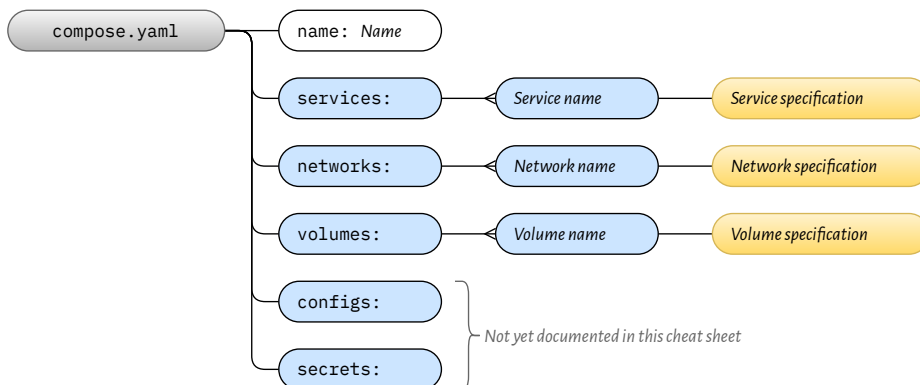 compose.yaml
name: Name
services:
Service name
Service specification
networks:
Network name
Network specification
volumes:
Volume name
Volume specification
configs:
Not yet documented in this cheat sheet
secrets: